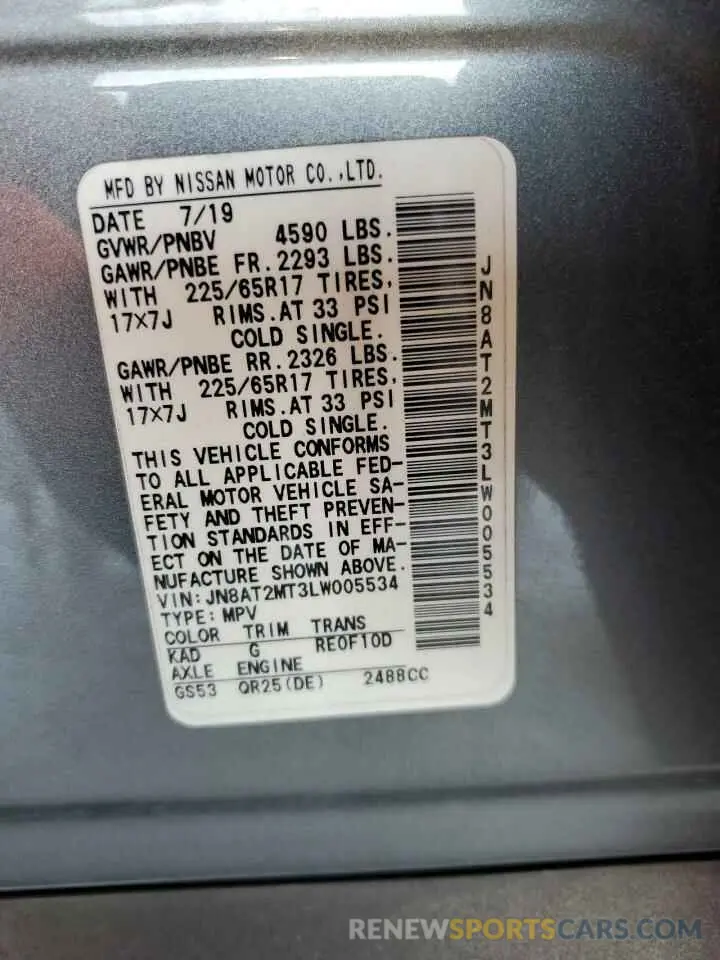 MFD BY NISSAN MOTOR CO.,LTD.
DATE 7/19
GVWR/PNBV 4590 LBS.
GAWR/PNBE FR. 2293 LBS.
WITH 225/65R17 TIRES,
17×7J RIMS.AT 33 PSI
COLD SINGLE.
GAWR/PNBE RR. 2326 LBS.
WITH 225/65R17 TIRES,
17×7J RIMS.AT 33 PSI
COLD SINGLE.
THIS VEHICLE CONFORMS
TO ALL APPLICABLE FED-
ERAL MOTOR VEHICLE SA-
FETY AND THEFT PREVEN-
TION STANDARDS IN EFF-
ECT ON THE DATE OF MA-
NUFACTURE SHOWN ABOVE.
VIN:JN8AT2MT3LW005534
TYPE:MPV
COLOR TRIM TRANS
KAD G RE0F10D
AXLE ENGINE
GS53 QR25(DE) 2488CC
JN8AT2MT3LW005534
RENEWSPORTSCARS.COM